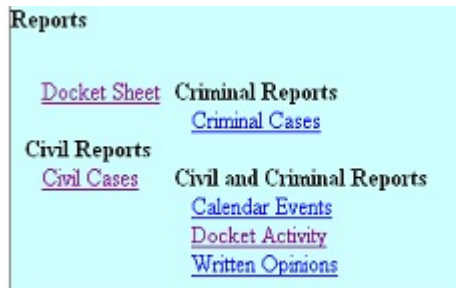 Reports
Docket Sheet Criminal Reports
Criminal Cases
Civil Reports
Civil Cases Civil and Criminal Reports
Calendar Events
Docket Activity
Written Opinions